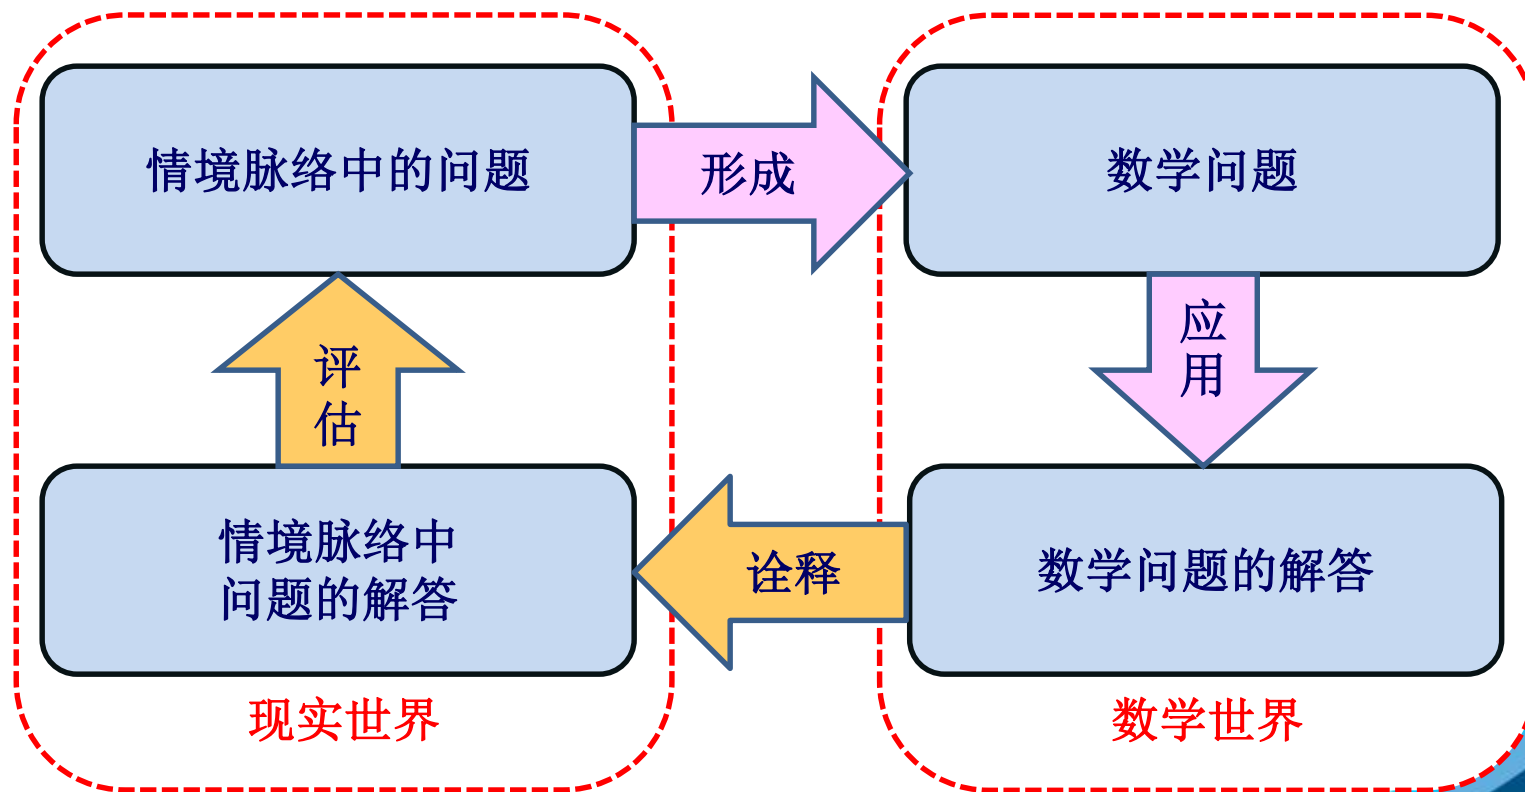 情境脉络中的问题
形成
数学问题
应
用
评
估
情境脉络中
问题的解答
诠释
数学问题的解答
现实世界
数学世界